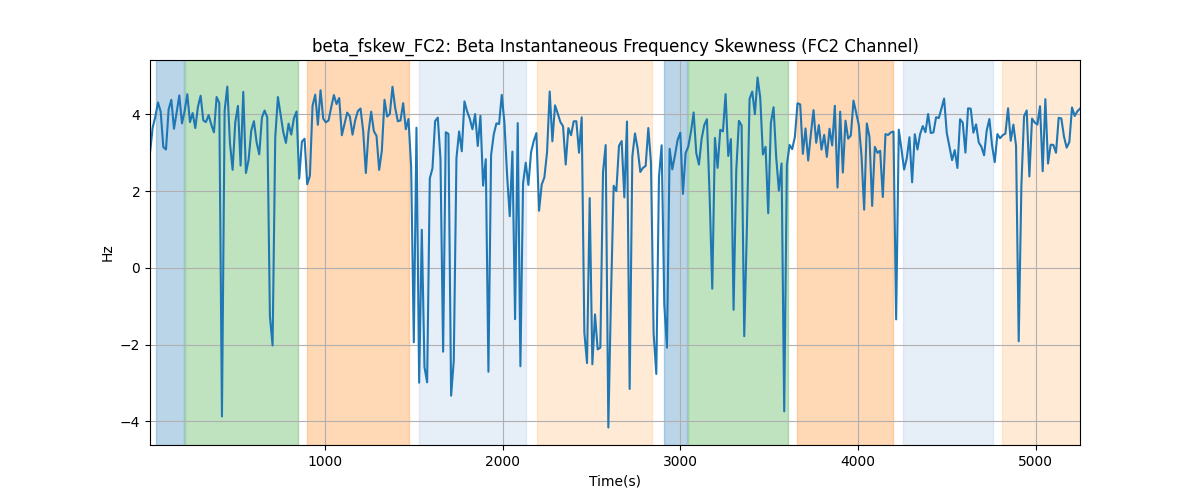 beta_fskew_FC2: Beta Instantaneous Frequency Skewness (FC2 Channel)
Hz
4
2
0
−2
−4
1000 2000 3000 4000 5000
Time(s)